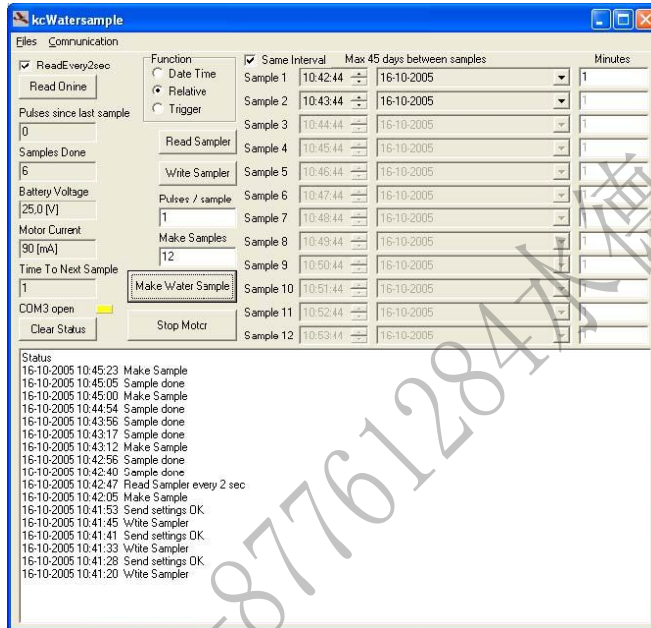 kcWatersample
Files Communication
ReadEvery2sec
Read Onine
Pulses since last sample
0
Samples Done
6
Battery Voltage
25,0 [V]
Motor Current
90 [mA]
Time To Next Sample
1
COM3 open
Clear Status
Function
Date Time
Relative
Trigger
Read Sampler
Write Sampler
Pulses / sample
1
Make Samples
12
Make Water Sample
Stop Motor
Same Interval Max 45 days between samples Minutes
Sample 1 10:42:44 16-10-2005 1
Sample 2 10:43:44 16-10-2005 1
Sample 3 10:44:44 16-10-2005 1
Sample 4 10:45:44 16-10-2005 1
Sample 5 10:46:44 16-10-2005 1
Sample 6 10:47:44 16-10-2005 1
Sample 7 10:48:44 16-10-2005 1
Sample 8 10:49:44 16-10-2005 1
Sample 9 10:50:44 16-10-2005 1
Sample 10 10:51:44 16-10-2005 1
Sample 11 10:52:44 16-10-2005 1
Sample 12 10:53:44 16-10-2005 1
Status
16-10-2005 10:45:23 Make Sample
16-10-2005 10:45:05 Sample done
16-10-2005 10:45:00 Make Sample
16-10-2005 10:44:54 Sample done
16-10-2005 10:43:56 Sample done
16-10-2005 10:43:17 Sample done
16-10-2005 10:43:12 Make Sample
16-10-2005 10:42:56 Sample done
16-10-2005 10:42:40 Sample done
16-10-2005 10:42:47 Read Sampler every 2 sec
16-10-2005 10:42:05 Make Sample
16-10-2005 10:41:53 Send settings OK
16-10-2005 10:41:45 Wtite Sampler
16-10-2005 10:41:41 Send settings OK
16-10-2005 10:41:33 Wtite Sampler
16-10-2005 10:41:28 Send settings OK
16-10-2005 10:41:20 Wtite Sampler
587761284水德